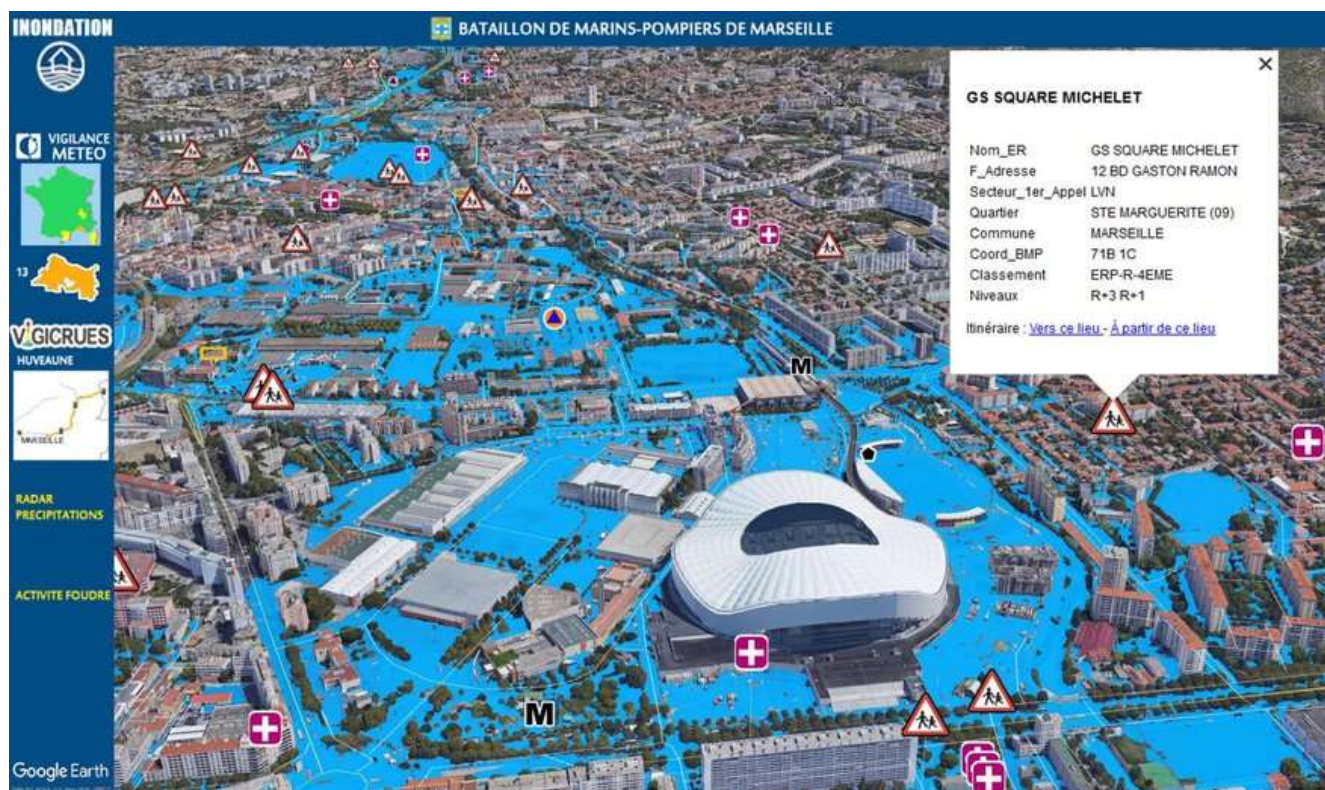 INONDATION
BATAILLON DE MARINS-POMPIERS DE MARSEILLE
VIGILANCE
METEO
13
VIGICRUES
HUVEAUNE
MARSEILLE
RADAR
PRECIPITATIONS
ACTIVITE FOUDRE
Google Earth
GS SQUARE MICHELET
Nom_ER GS SQUARE MICHELET
F_Adresse 12 BD GASTON RAMON
Secteur_1er_Appel LVN
Quartier STE MARGUERITE (09)
Commune MARSEILLE
Coord_BMP 71B 1C
Classement ERP-R-4EME
Niveaux R+3 R+1
Itinéraire : Vers ce lieu - À partir de ce lieu
M
M